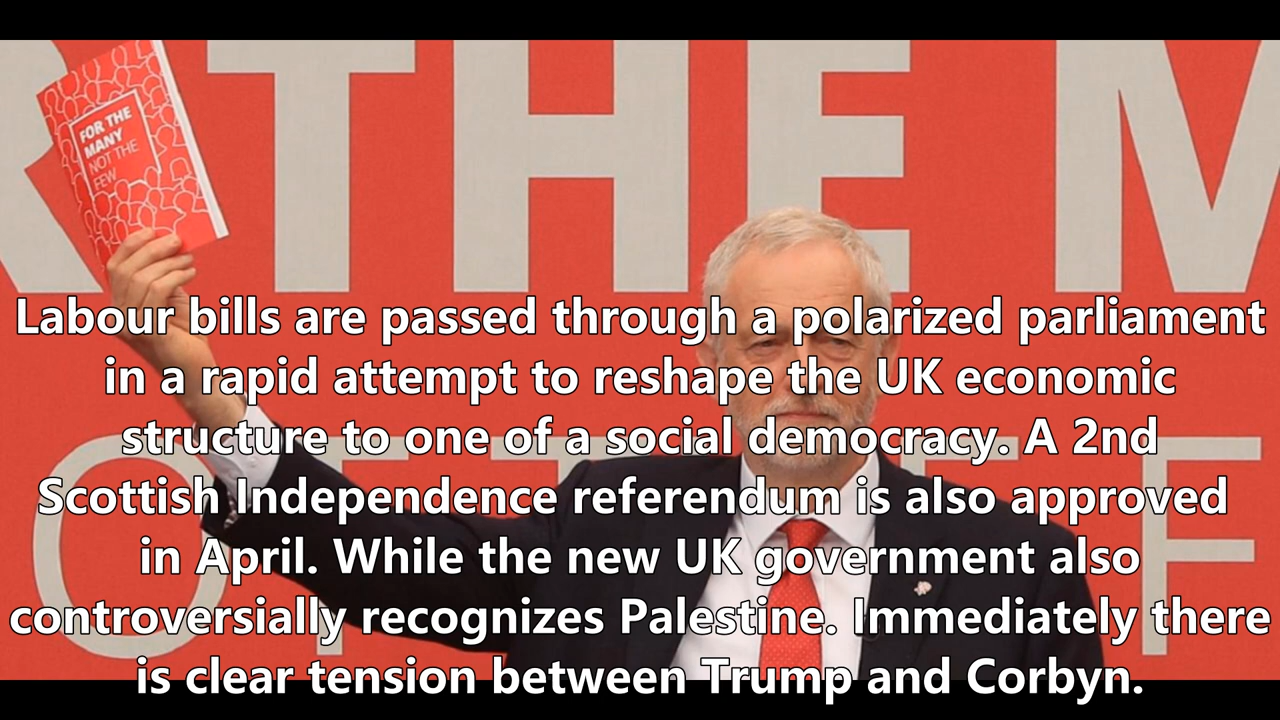 THE M
FOR THE
MANY
NOT THE
FEW
Labour bills are passed through a polarized parliament
in a rapid attempt to reshape the UK economic
structure to one of a social democracy. A 2nd
Scottish Independence referendum is also approved
in April. While the new UK government also
controversially recognizes Palestine. Immediately there
is clear tension between Trump and Corbyn.